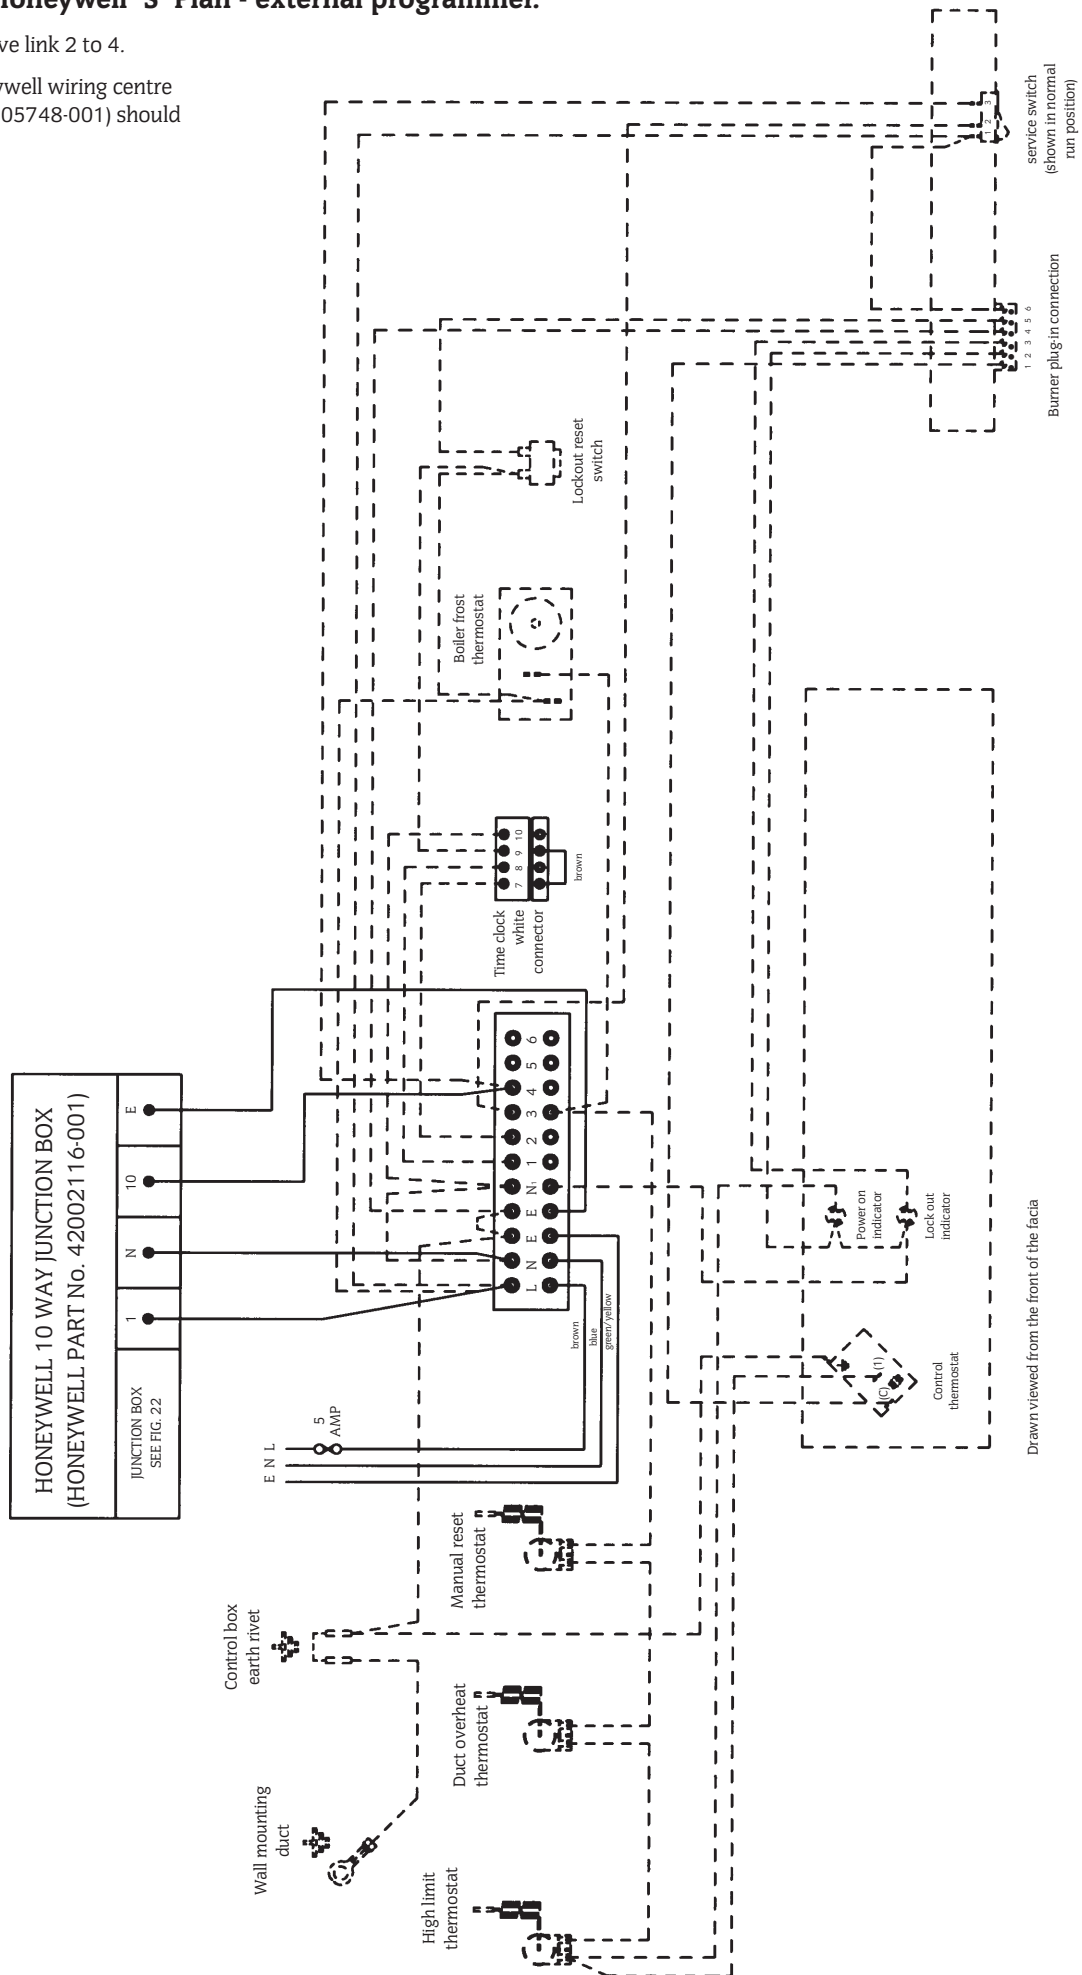 oneywell 'S' Plan - external programmer.
ve link 2 to 4.
ywell wiring centre
05748-001) should
HONEYWELL 10 WAY JUNCTION BOX
(HONEYWELL PART No. 42002116-001)
JUNCTION BOX
SEE FIG. 22
1
N
10
E
service switch
(shown in normal
run position)
1 2 3
Burner plug-in connection
1 2 3 4 5 6
Lockout reset
switch
Boiler frost
thermostat
Time clock
white
connector
7 8 9 10
brown
L N E E N1 1 2 3 4 5 6
brown
blue
green/yellow
E N L
5
AMP
Power on
indicator
Lock out
indicator
Control
thermostat
(C)
(1)
Drawn viewed from the front of the facia
Manual reset
thermostat
Control box
earth rivet
Duct overheat
thermostat
Wall mounting
duct
High limit
thermostat